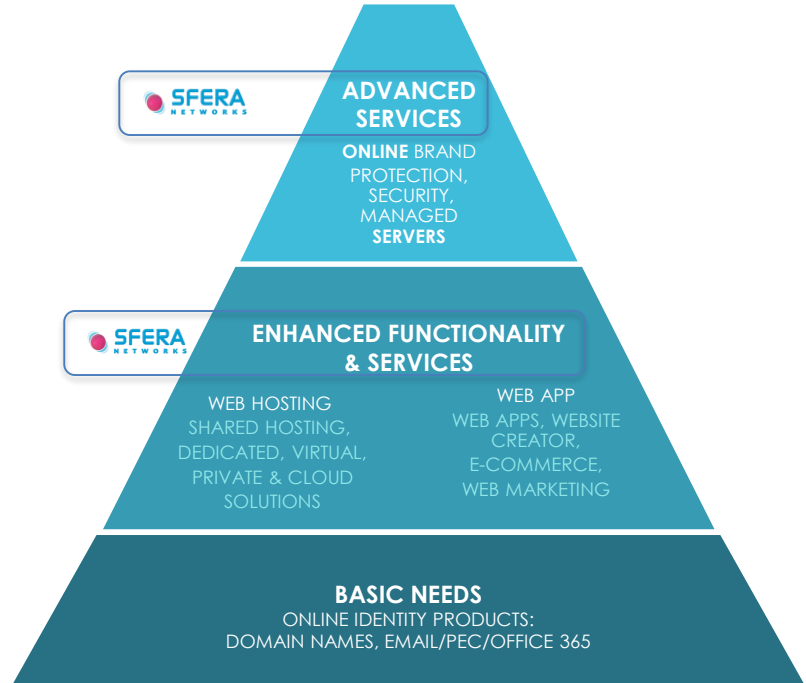 SFERA
NETWORKS
ADVANCED
SERVICES
ONLINE BRAND
PROTECTION,
SECURITY,
MANAGED
SERVERS
SFERA
NETWORKS
ENHANCED FUNCTIONALITY
& SERVICES
WEB HOSTING
SHARED HOSTING,
DEDICATED, VIRTUAL,
PRIVATE & CLOUD
SOLUTIONS
WEB APP
WEB APPS, WEBSITE
CREATOR,
E-COMMERCE,
WEB MARKETING
BASIC NEEDS
ONLINE IDENTITY PRODUCTS:
DOMAIN NAMES, EMAIL/PEC/OFFICE 365